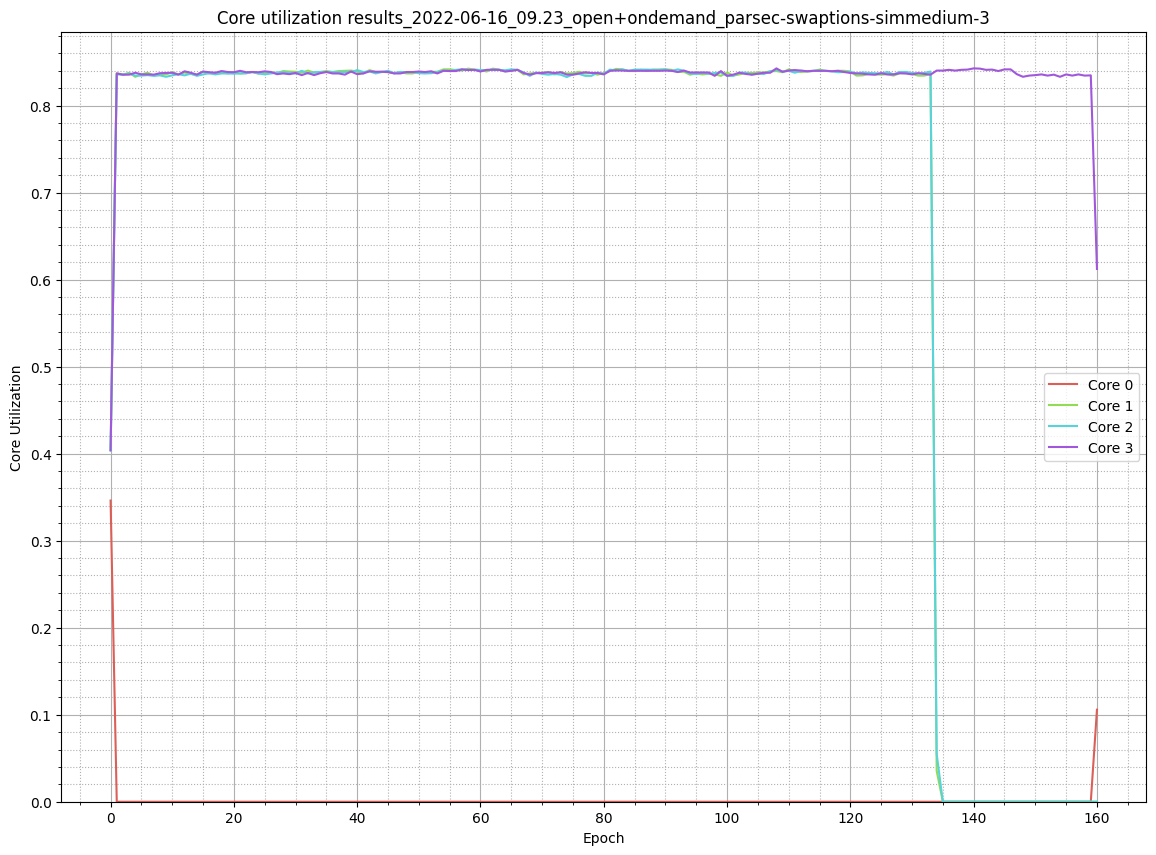 Core utilization results_2022-06-16_09.23_open+ondemand_parsec-swaptions-simmedium-3
0.8
0.7
0.6
0.5
0.4
0.3
0.2
0.1
0.0
Core Utilization
Core 0
Core 1
Core 2
Core 3
0 20 40 60 80 100 120 140 160
Epoch